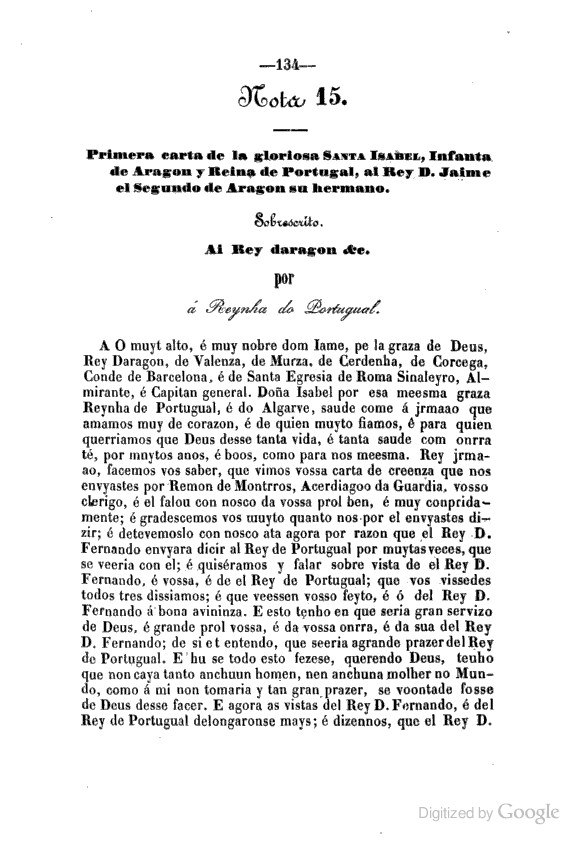 —134—
Nota 15.
Primera carta de la gloriosa SANTA ISABEL, Infanta
de Aragon y Reina de Portugal, al Rey D. Jaime
el Segundo de Aragon su hermano.
Sobrescrito.
Al Rey daragon &c.
por
á Reynha do Portugual.
A O muyt alto, é muy nobre dom Iame, pe la graza de Deus,
Rey Daragon, de Valenza, de Murza, de Cerdenha, de Corcega,
Conde de Barcelona, é de Santa Egresia de Roma Sinaleyro, Al-
mirante, é Capitan general. Doña Isabel por esa meesma graza
Reynha de Portugual, é do Algarve, saude come á jrmaao que
amamos muy de corazon, é de quien muyto fiamos, é para quien
querriamos que Deus desse tanta vida, é tanta saude com onrra
té, por muytos anos, é boos, como para nos meesma. Rey jrma-
ao, facemos vos saber, que vimos vossa carta de creenza que nos
envyastes por Remon de Montrros, Acerdiagoo da Guardia, vosso
clerigo, é el falou con nosco da vossa prol ben, é muy conprida-
mente; é gradescemos vos muyto quanto nos por el envyastes di-
zir; é detevemoslo con nosco ata agora por razon que el Rey D.
Fernando envyara dicir al Rey de Portugual por muytas veces, que
se veeria con el; é quiséramos y falar sobre vista de el Rey D.
Fernando, é vossa, é de el Rey de Portugual; que vos vissedes
todos tres dissiamos; é que veessen vosso feyto, é ó del Rey D.
Fernando á bona avininza. E esto tenho en que seria gran servizo
de Deus, é grande prol vossa, é da vossa onrra, é da sua del Rey
D. Fernando; de si et entendo, que seeria agrande prazer del Rey
de Portugual. E hu se todo esto fezese, querendo Deus, tenho
que non caya tanto anchuun homen, nen anchuna molher no Mun-
do, como á mi non tomaria y tan gran prazer, se voontade fosse
de Deus desse facer. E agora as vistas del Rey D. Fernando, é del
Rey de Portugual delongaronse mays; é dizennos, que el Rey D.
Digitized by Google